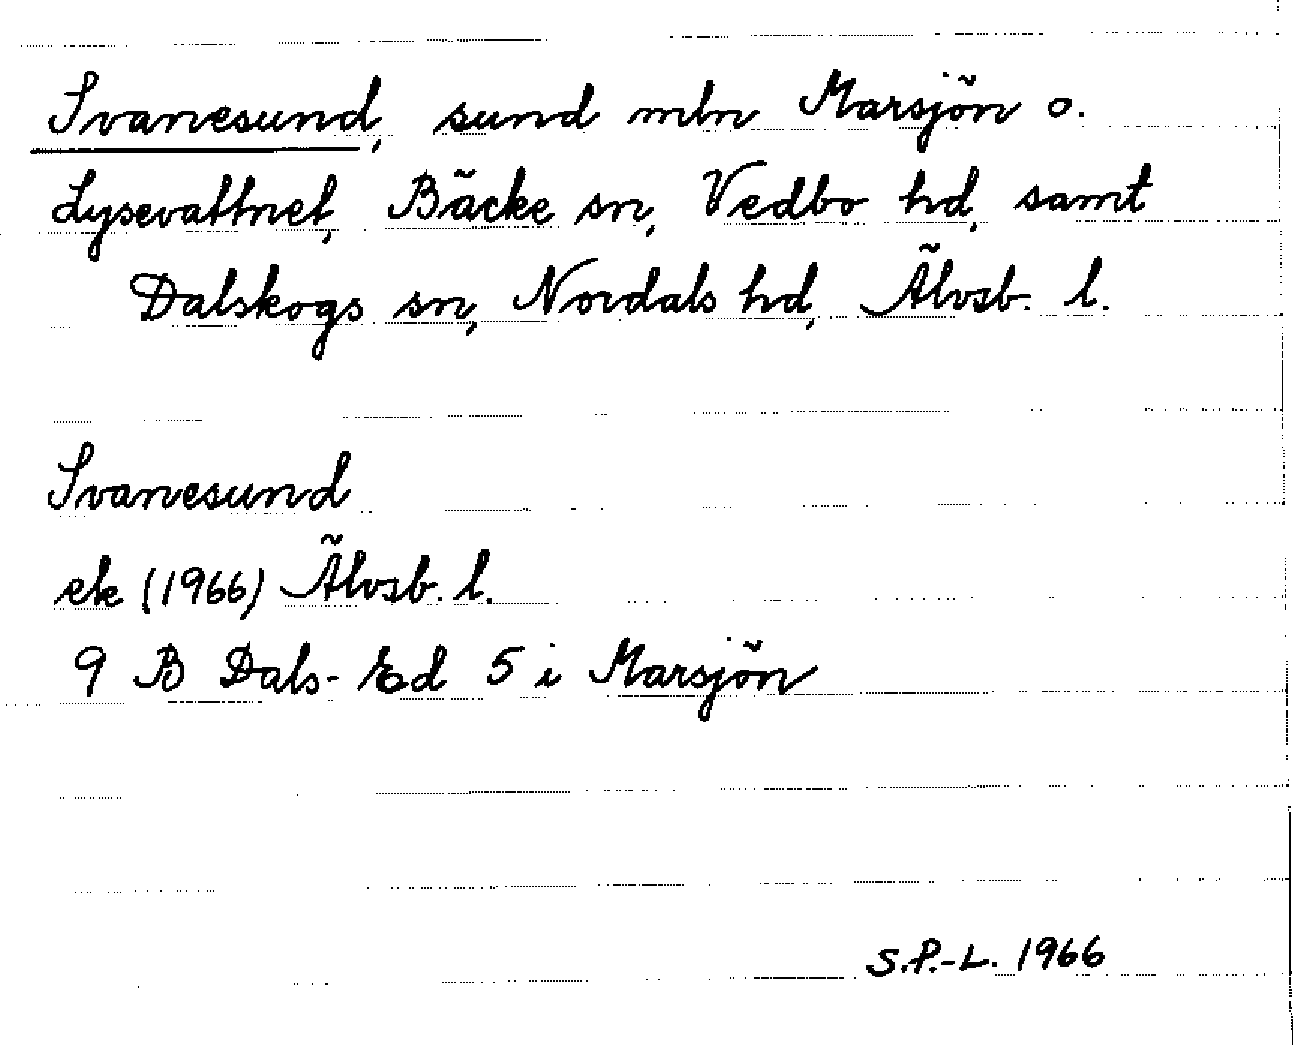 Svanesund, sund mln Marsjön o.
Lysevattnet, Bäcke sn, Vedbo hd, samt
Dalskogs sn, Nordals hd, Älvsb. l.
Svanesund
ek (1966) Älvsb. l.
9 B Dals-Ed 5 i Marsjön
S.P.-L. 1966